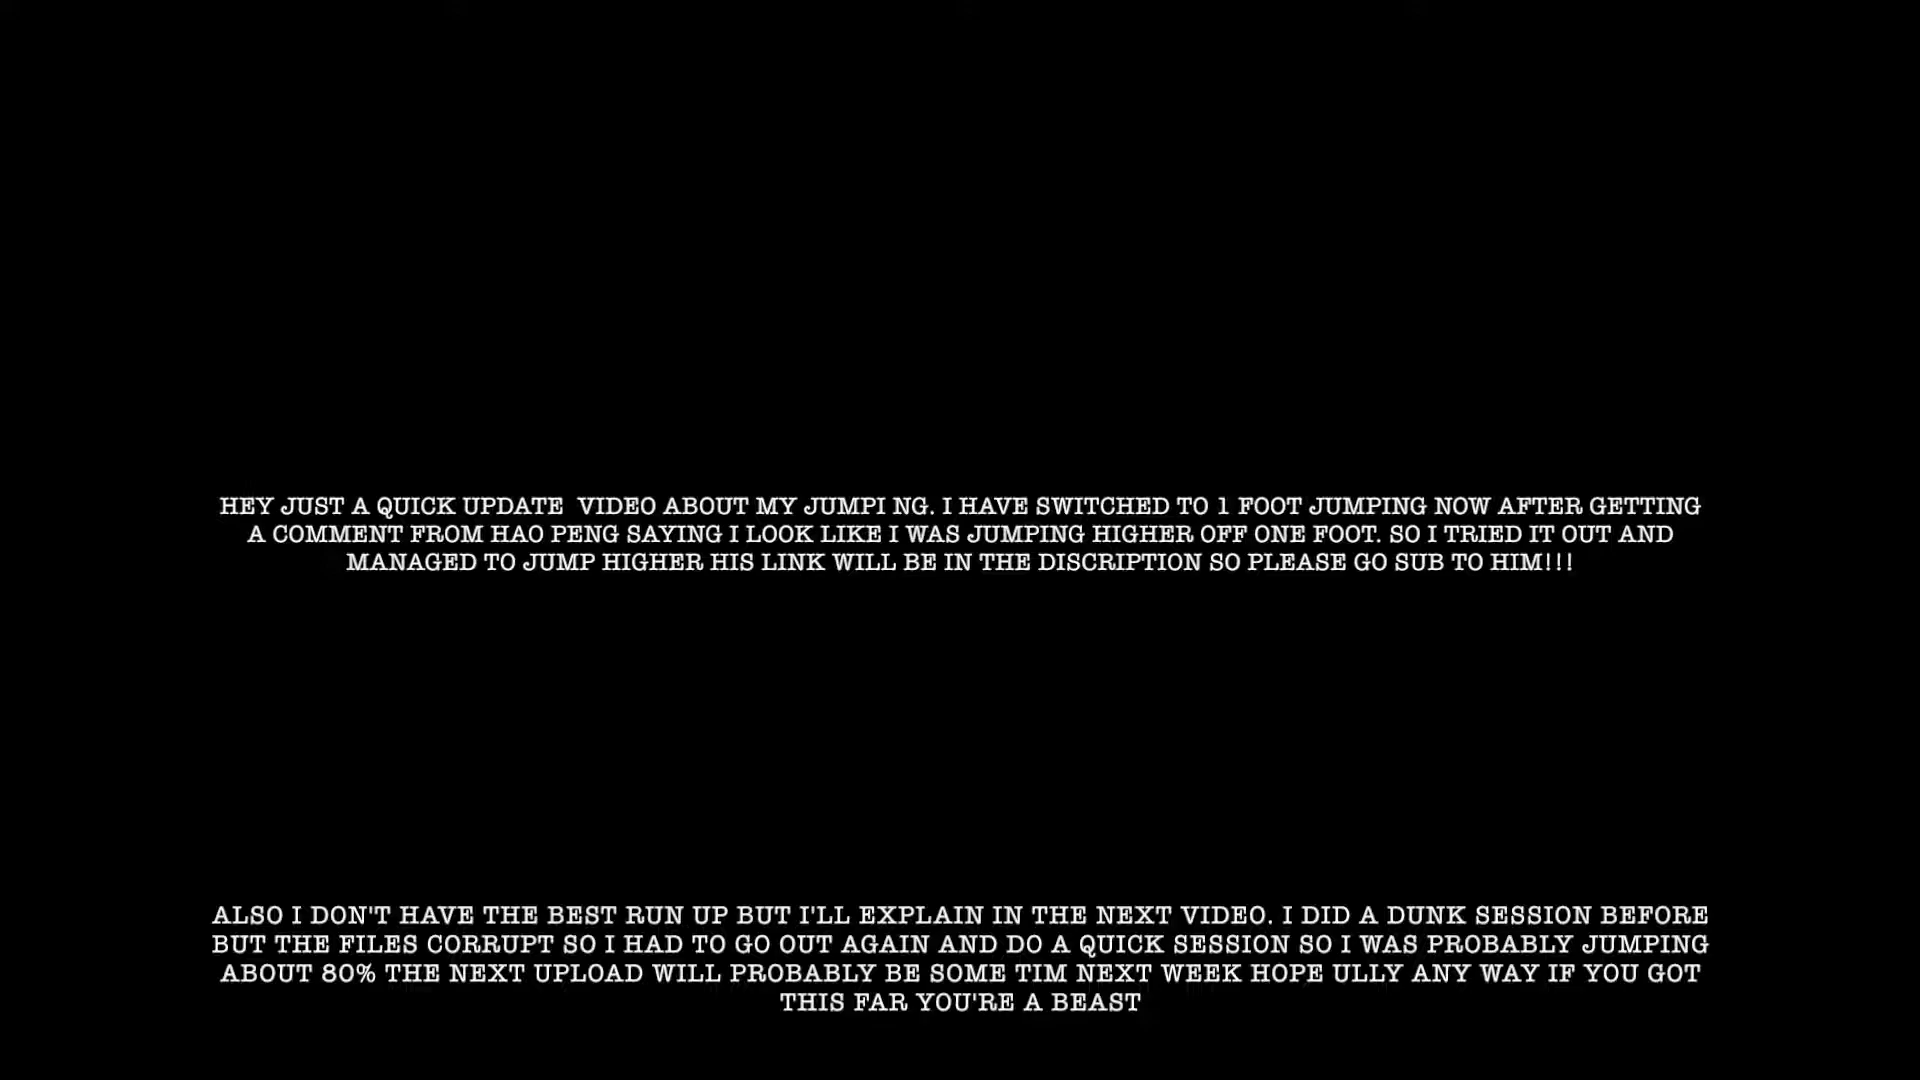 HEY JUST A QUICK UPDATE  VIDEO ABOUT MY JUMPI NG. I HAVE SWITCHED TO 1 FOOT JUMPING NOW AFTER GETTING
A COMMENT FROM HAO PENG SAYING I LOOK LIKE I WAS JUMPING HIGHER OFF ONE FOOT. SO I TRIED IT OUT AND
MANAGED TO JUMP HIGHER HIS LINK WILL BE IN THE DISCRIPTION SO PLEASE GO SUB TO HIM!!!
ALSO I DON'T HAVE THE BEST RUN UP BUT I'LL EXPLAIN IN THE NEXT VIDEO. I DID A DUNK SESSION BEFORE
BUT THE FILES CORRUPT SO I HAD TO GO OUT AGAIN AND DO A QUICK SESSION SO I WAS PROBABLY JUMPING
ABOUT 80% THE NEXT UPLOAD WILL PROBABLY BE SOME TIM NEXT WEEK HOPE ULLY ANY WAY IF YOU GOT
THIS FAR YOU'RE A BEAST